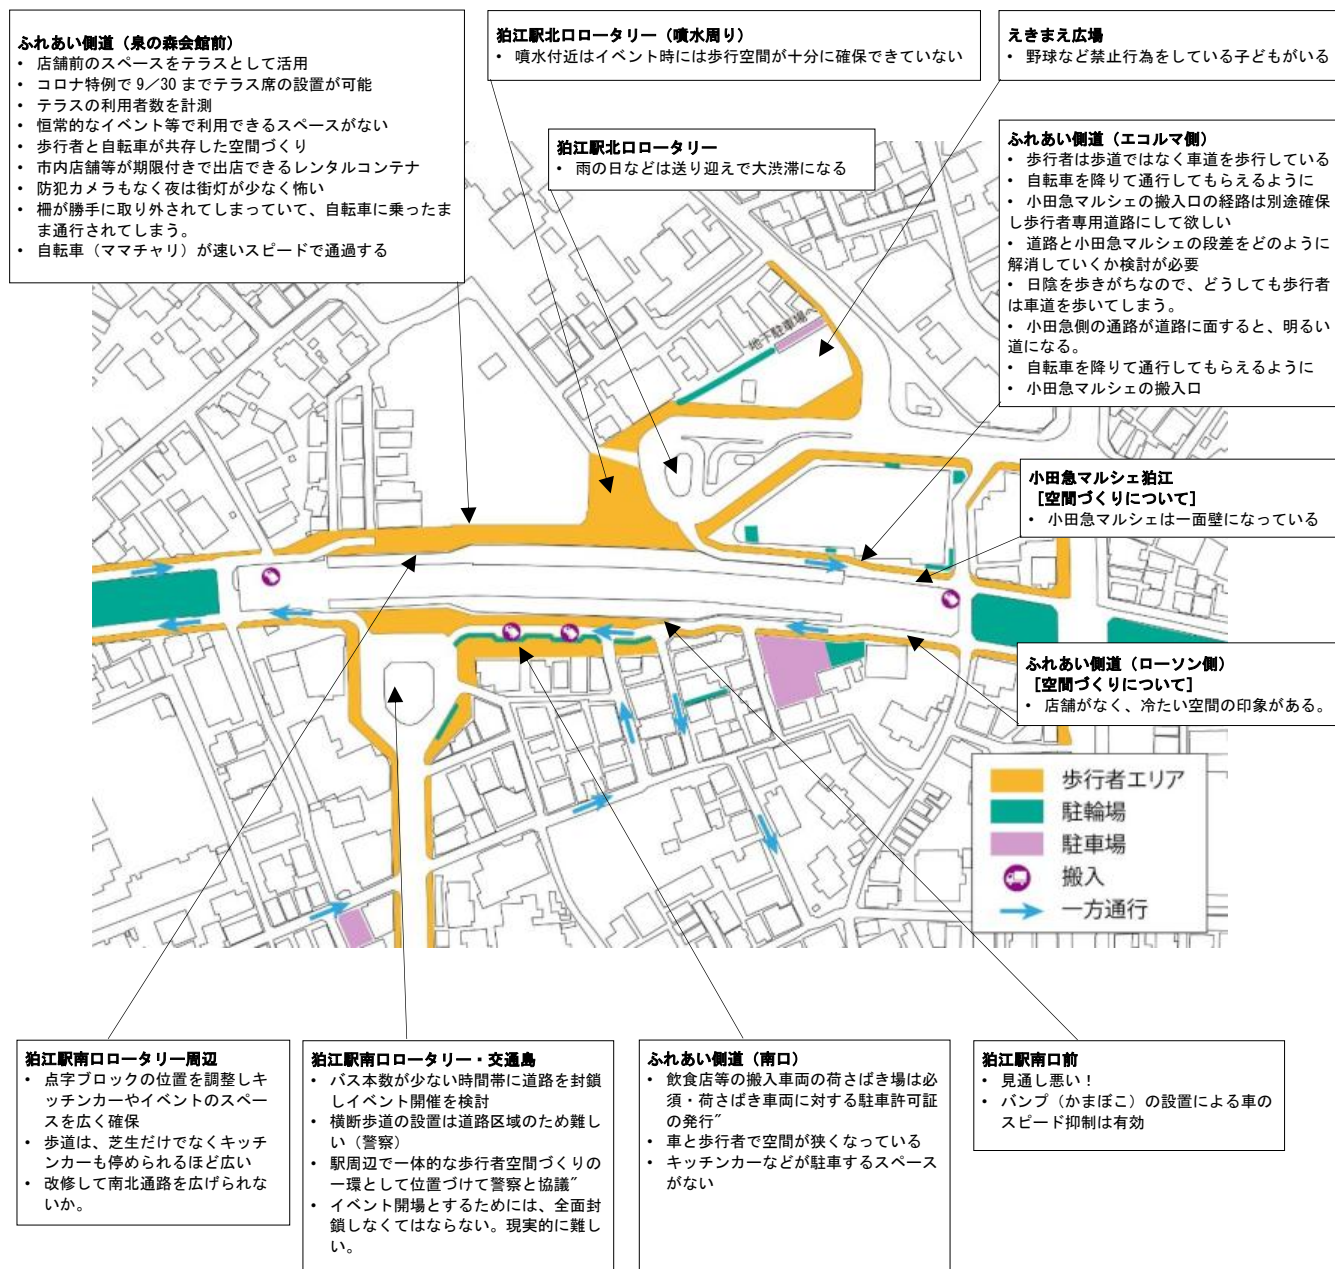 ふれあい側道（泉の森会館前）
• 店舗前のスペースをテラスとして活用
• コロナ特例で 9／30 までテラス席の設置が可能
• テラスの利用者数を計測
• 恒常的なイベント等で利用できるスペースがない
• 歩行者と自転車が共存した空間づくり
• 市内店舗等が期限付きで出店できるレンタルコンテナ
• 防犯カメラもなく夜は街灯が少なく怖い
• 柵が勝手に取り外されてしまっていて、自転車に乗ったま
ま通行されてしまう。
• 自転車（ママチャリ）が速いスピードで通過する
狛江駅北口ロータリー（噴水周り）
• 噴水付近はイベント時には歩行空間が十分に確保できていない
えきまえ広場
• 野球など禁止行為をしている子どもがいる
狛江駅北口ロータリー
• 雨の日などは送り迎えで大渋滞になる
ふれあい側道（エコルマ側）
• 歩行者は歩道ではなく車道を歩行している
• 自転車を降りて通行してもらえるように
• 小田急マルシェの搬入口の経路は別途確保
し歩行者専用道路にして欲しい
• 道路と小田急マルシェの段差をどのように
解消していくか検討が必要
• 日陰を歩きがちなので、どうしても歩行者
は車道を歩いてしまう。
• 小田急側の通路が道路に面すると、明るい
道になる。
• 自転車を降りて通行してもらえるように
• 小田急マルシェの搬入口
地下駐車場へ
小田急マルシェ狛江
［空間づくりについて］
• 小田急マルシェは一面壁になっている
ふれあい側道（ローソン側）
［空間づくりについて］
• 店舗がなく、冷たい空間の印象がある。
歩行者エリア
駐輪場
駐車場
搬入
一方通行
狛江駅南口ロータリー周辺
• 点字ブロックの位置を調整しキ
ッチンカーやイベントのスペー
スを広く確保
• 歩道は、芝生だけでなくキッチ
ンカーも停められるほど広い
• 改修して南北通路を広げられな
いか。
狛江駅南口ロータリー・交通島
• バス本数が少ない時間帯に道路を封鎖
しイベント開催を検討
• 横断歩道の設置は道路区域のため難し
い（警察）
• 駅周辺で一体的な歩行者空間づくりの
一環として位置づけて警察と協議”
• イベント開場とするためには、全面封
鎖しなくてはならない。現実的に難し
い。
ふれあい側道（南口）
• 飲食店等の搬入車両の荷さばき場は必
須・荷さばき車両に対する駐車許可証
の発行”
• 車と歩行者で空間が狭くなっている
• キッチンカーなどが駐車するスペース
がない
狛江駅南口前
• 見通し悪い！
• バンプ（かまぼこ）の設置による車の
スピード抑制は有効